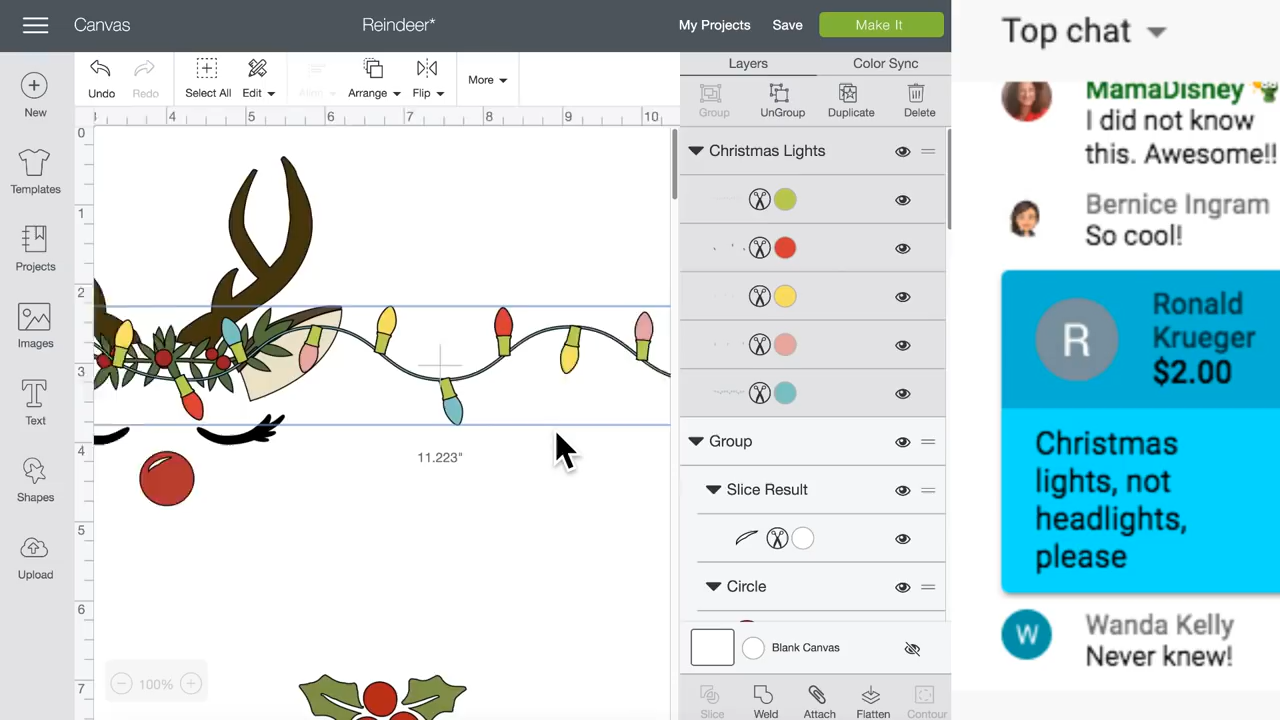 Canvas
Reindeer*
My Projects
Save
Make It
New
Templates
Projects
Images
Text
Shapes
Upload
Undo
Redo
Select All
Edit
Align
Arrange
Flip
More
3 4 5 6 7 8 9 10
0
1
2
3
4
5
6
7
11.223"
100%
Layers
Color Sync
Group
UnGroup
Duplicate
Delete
Christmas Lights
Group
Slice Result
Circle
Blank Canvas
Slice
Weld
Attach
Flatten
Contour
Top chat
MamaDisney
I did not know
this. Awesome!!
Bernice Ingram
So cool!
R
Ronald
Krueger
$2.00
Christmas
lights, not
headlights,
please
W
Wanda Kelly
Never knew!